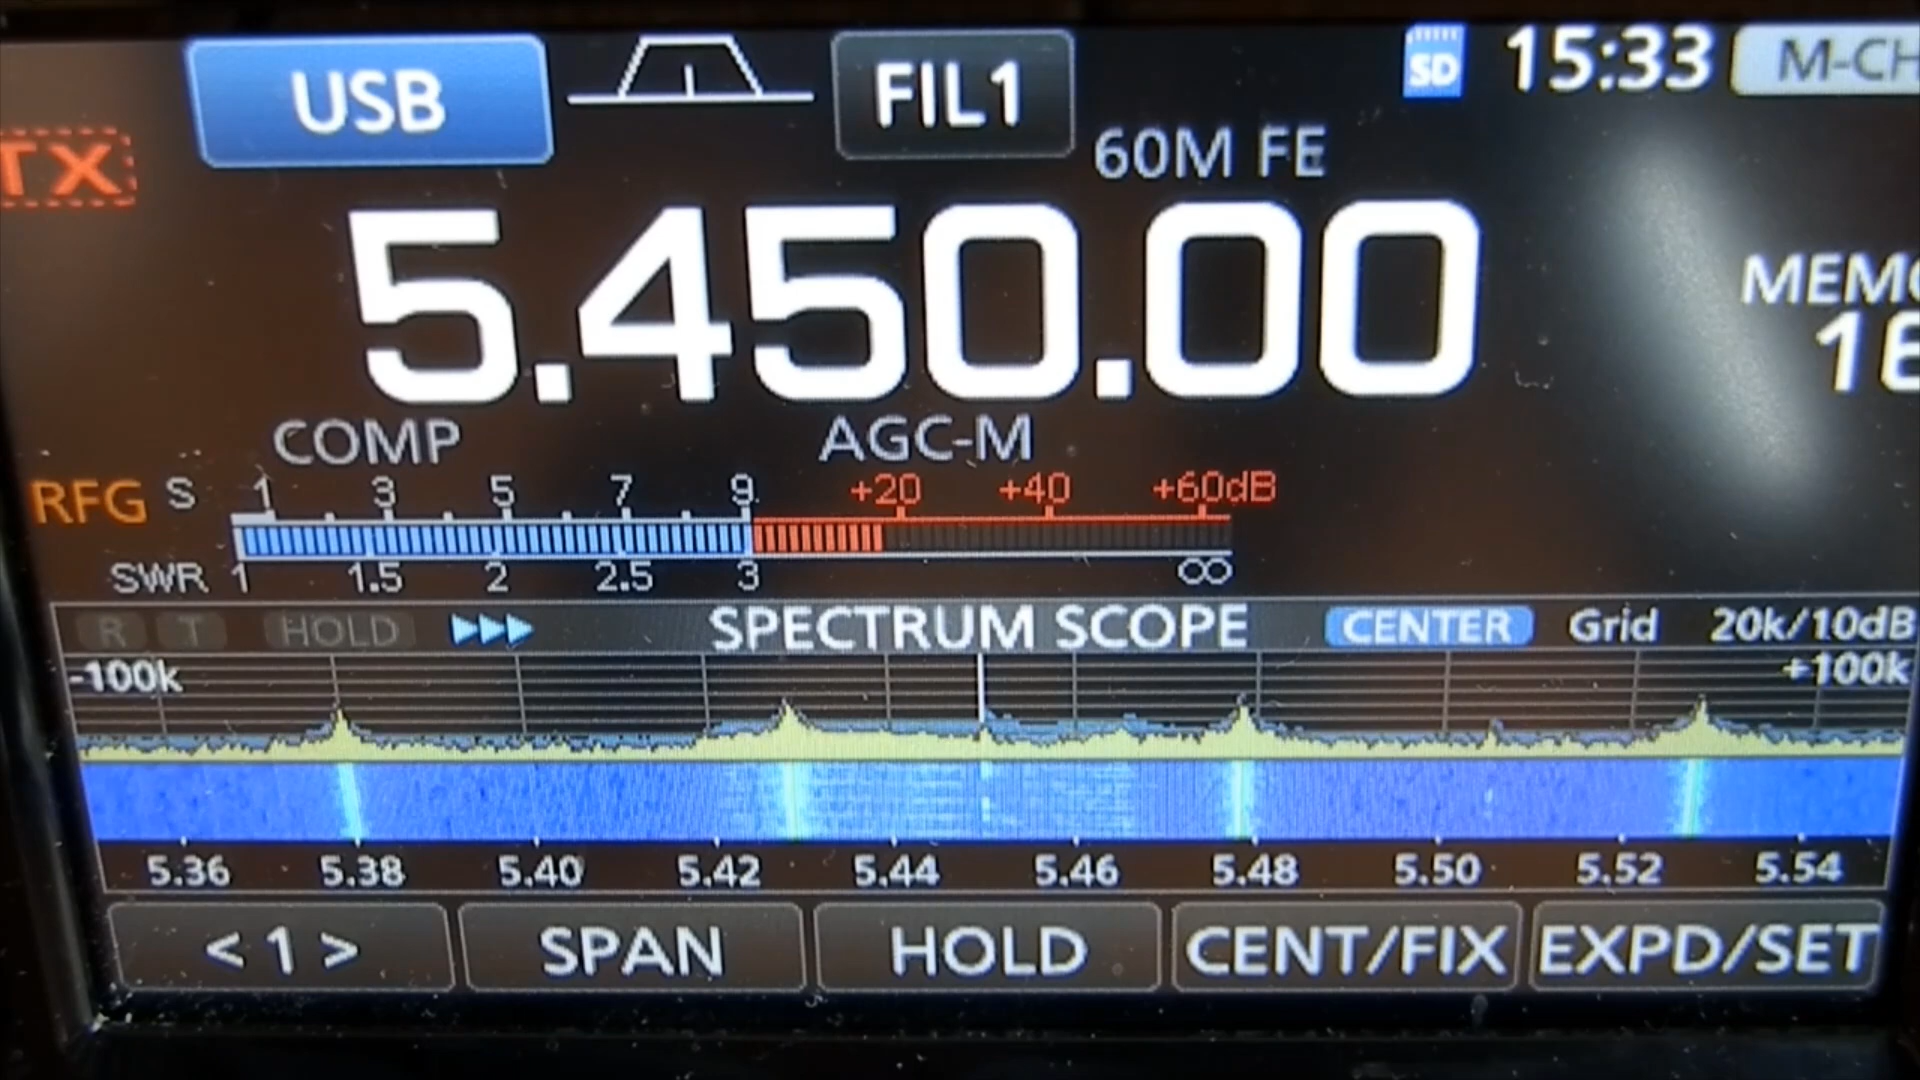 USB FIL1 SD 15:33 M-CH
TX 60M FE
5.450.00
MEMO
COMP AGC-M
RFG S 1 3 5 7 9 +20 +40 +60dB
SWR 1 1.5 2 2.5 3 ∞
R T HOLD SPECTRUM SCOPE CENTER Grid 20k/10dB
-100k +100k
5.36 5.38 5.40 5.42 5.44 5.46 5.48 5.50 5.52 5.54
< 1 > SPAN HOLD CENT/FIX EXPD/SET